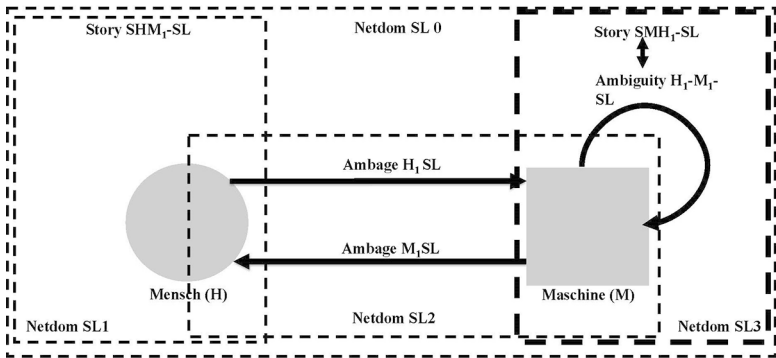 Story SHM₁-SL
Netdom SL 0
Story SMH₁-SL
Ambiguity H₁-M₁-
SL
Ambage H₁ SL
Ambage M₁SL
Mensch (H)
Maschine (M)
Netdom SL1
Netdom SL2
Netdom SL3